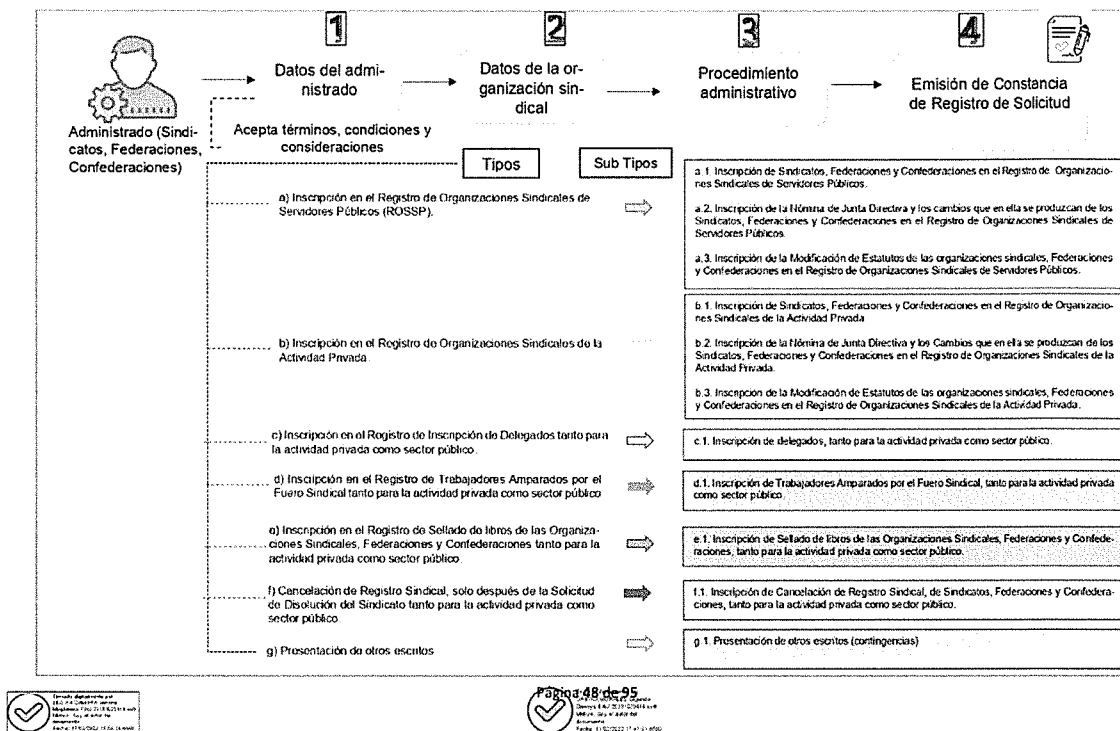 1
2
3
4
Administrado (Sindi-
catos, Federaciones,
Confederaciones)
Datos del admi-
nistrado
Datos de la or-
ganización sin-
dical
Procedimiento
administrativo
Emisión de Constancia
de Registro de Solicitud
Acepta términos, condiciones y
consideraciones
Tipos
Sub Tipos
a) Inscripción en el Registro de Organizaciones Sindicales de
Servidores Públicos (ROSSP).
a.1. Inscripción de Sindicatos, Federaciones y Confederaciones en el Registro de Organizacio-
nes Sindicales de Servidores Públicos.
a.2. Inscripción de la Nómina de Junta Directiva y los cambios que en ella se produzcan de los
Sindicatos, Federaciones y Confederaciones en el Registro de Organizaciones Sindicales de
Servidores Públicos.
a.3. Inscripción de la Modificación de Estatutos de las organizaciones sindicales, Federaciones
y Confederaciones en el Registro de Organizaciones Sindicales de Servidores Públicos.
b) Inscripción en el Registro de Organizaciones Sindicales de la
Actividad Privada.
b.1. Inscripción de Sindicatos, Federaciones y Confederaciones en el Registro de Organizacio-
nes Sindicales de la Actividad Privada
b.2. Inscripción de la Nómina de Junta Directiva y los Cambios que en ella se produzcan de los
Sindicatos, Federaciones y Confederaciones en el Registro de Organizaciones Sindicales de la
Actividad Privada.
b.3. Inscripción de la Modificación de Estatutos de las organizaciones sindicales, Federaciones
y Confederaciones en el Registro de Organizaciones Sindicales de la Actividad Privada.
c) Inscripción en el Registro de Inscripción de Delegados tanto para
la actividad privada como sector público.
c.1. Inscripción de delegados, tanto para la actividad privada como sector público.
d) Inscripción en el Registro de Trabajadores Amparados por el
Fuero Sindical tanto para la actividad privada como sector público
d.1. Inscripción de Trabajadores Amparados por el Fuero Sindical, tanto para la actividad privada
como sector público.
e) Inscripción en el Registro de Sellado de libros de las Organiza-
ciones Sindicales, Federaciones y Confederaciones tanto para la
actividad privada como sector público.
e.1. Inscripción de Sellado de libros de las Organizaciones Sindicales, Federaciones y Confede-
raciones, tanto para la actividad privada como sector público.
f) Cancelación de Registro Sindical, solo después de la Solicitud
de Disolución del Sindicato tanto para la actividad privada como
sector público.
f.1. Inscripción de Cancelación de Registro Sindical, de Sindicatos, Federaciones y Confedera-
ciones, tanto para la actividad privada como sector público.
g) Presentación de otros escritos
g.1. Presentación de otros escritos (contingencias)
Página 48 de 95